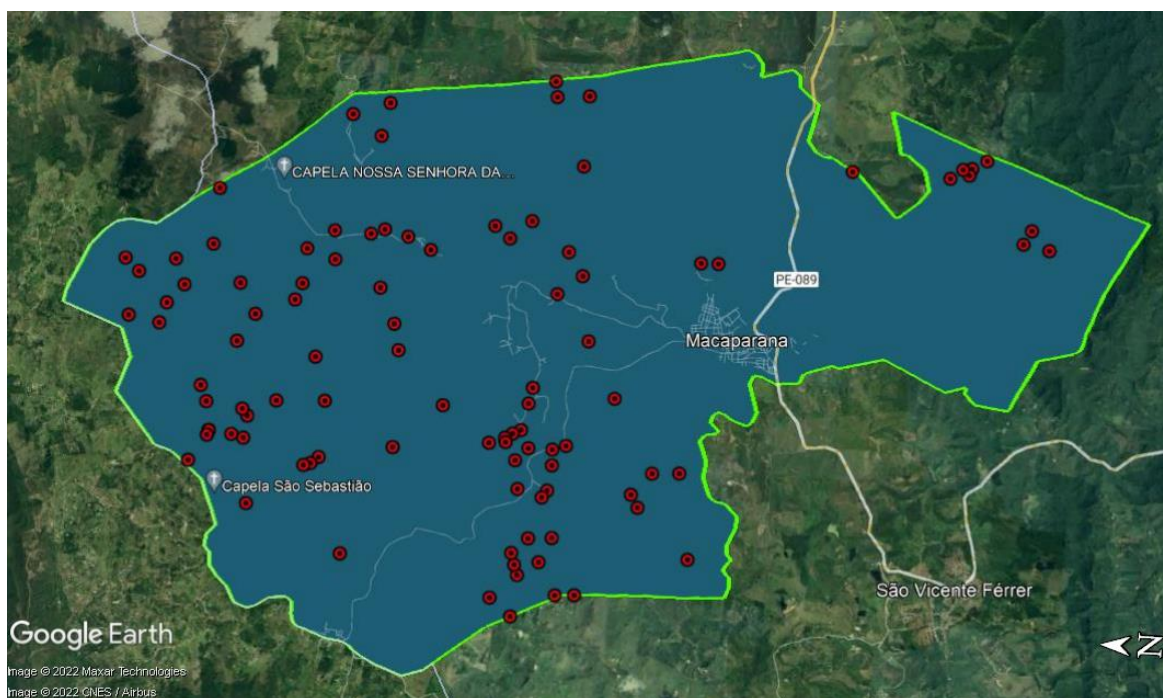 CAPELA NOSSA SENHORA DA...
PE-089
Macaparana
Capela São Sebastião
São Vicente Férrer
Google Earth
N
Image © 2022 Maxar Technologies
Image © 2022 CNES / Airbus